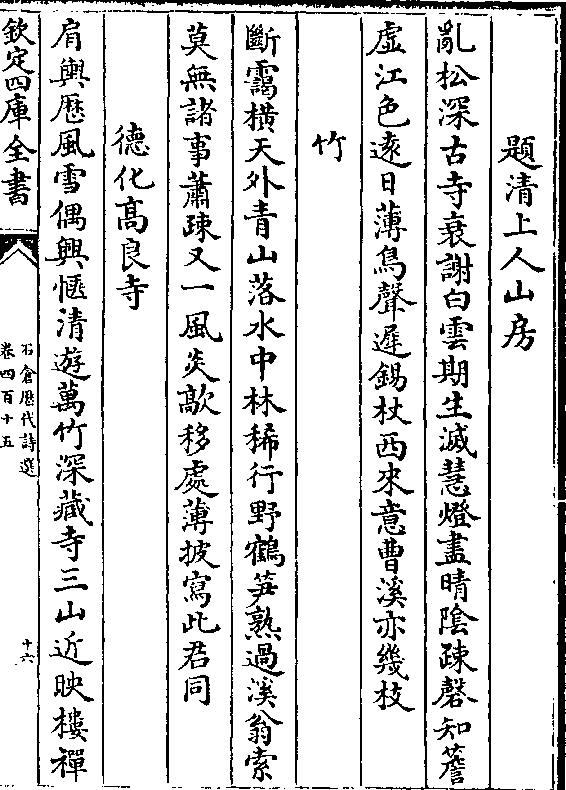 題清上人山房
亂松深古寺衰謝白雲期生滅慧燈盡晴陰疎磬知簷
虛江色遠日薄鳥聲遲錫杖西來意曹溪亦幾枝
竹
斷靄橫天外青山落水中林稀行野鶴笋熟過溪翁索
莫無諸事蕭疎又一風炎歊移處薄披寫此君同
德化髙良寺
肩輿厯風雪偶興愜清遊萬竹深藏寺三山近映樓禪
欽定四庫全書
石倉厯代詩選
卷四百十五
十六